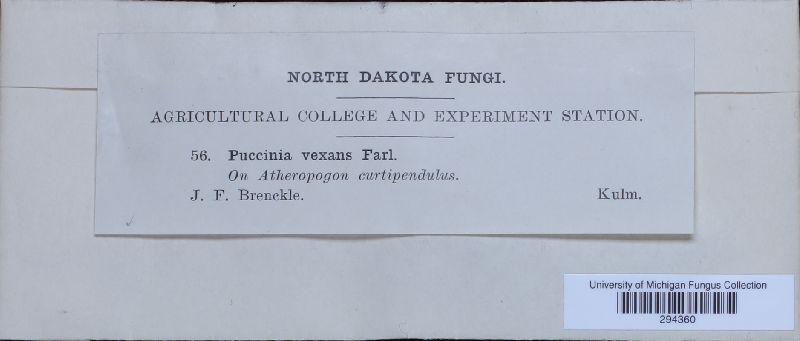 NORTH DAKOTA FUNGI.
AGRICULTURAL COLLEGE AND EXPERIMENT STATION.
56. Puccinia vexans Farl.
On Atheropogon curtipendulus.
J. F. Brenckle. Kulm.
University of Michigan Fungus Collection
294360